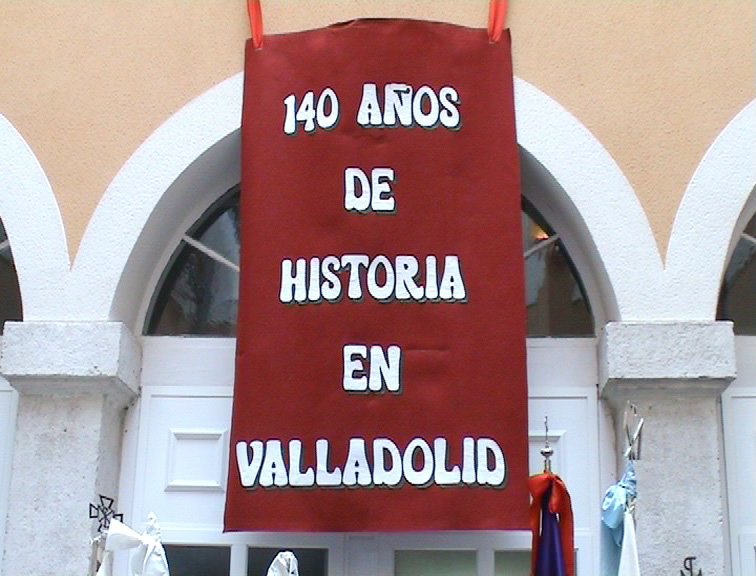 140 AÑOS
DE
HISTORIA
EN
VALLADOLID